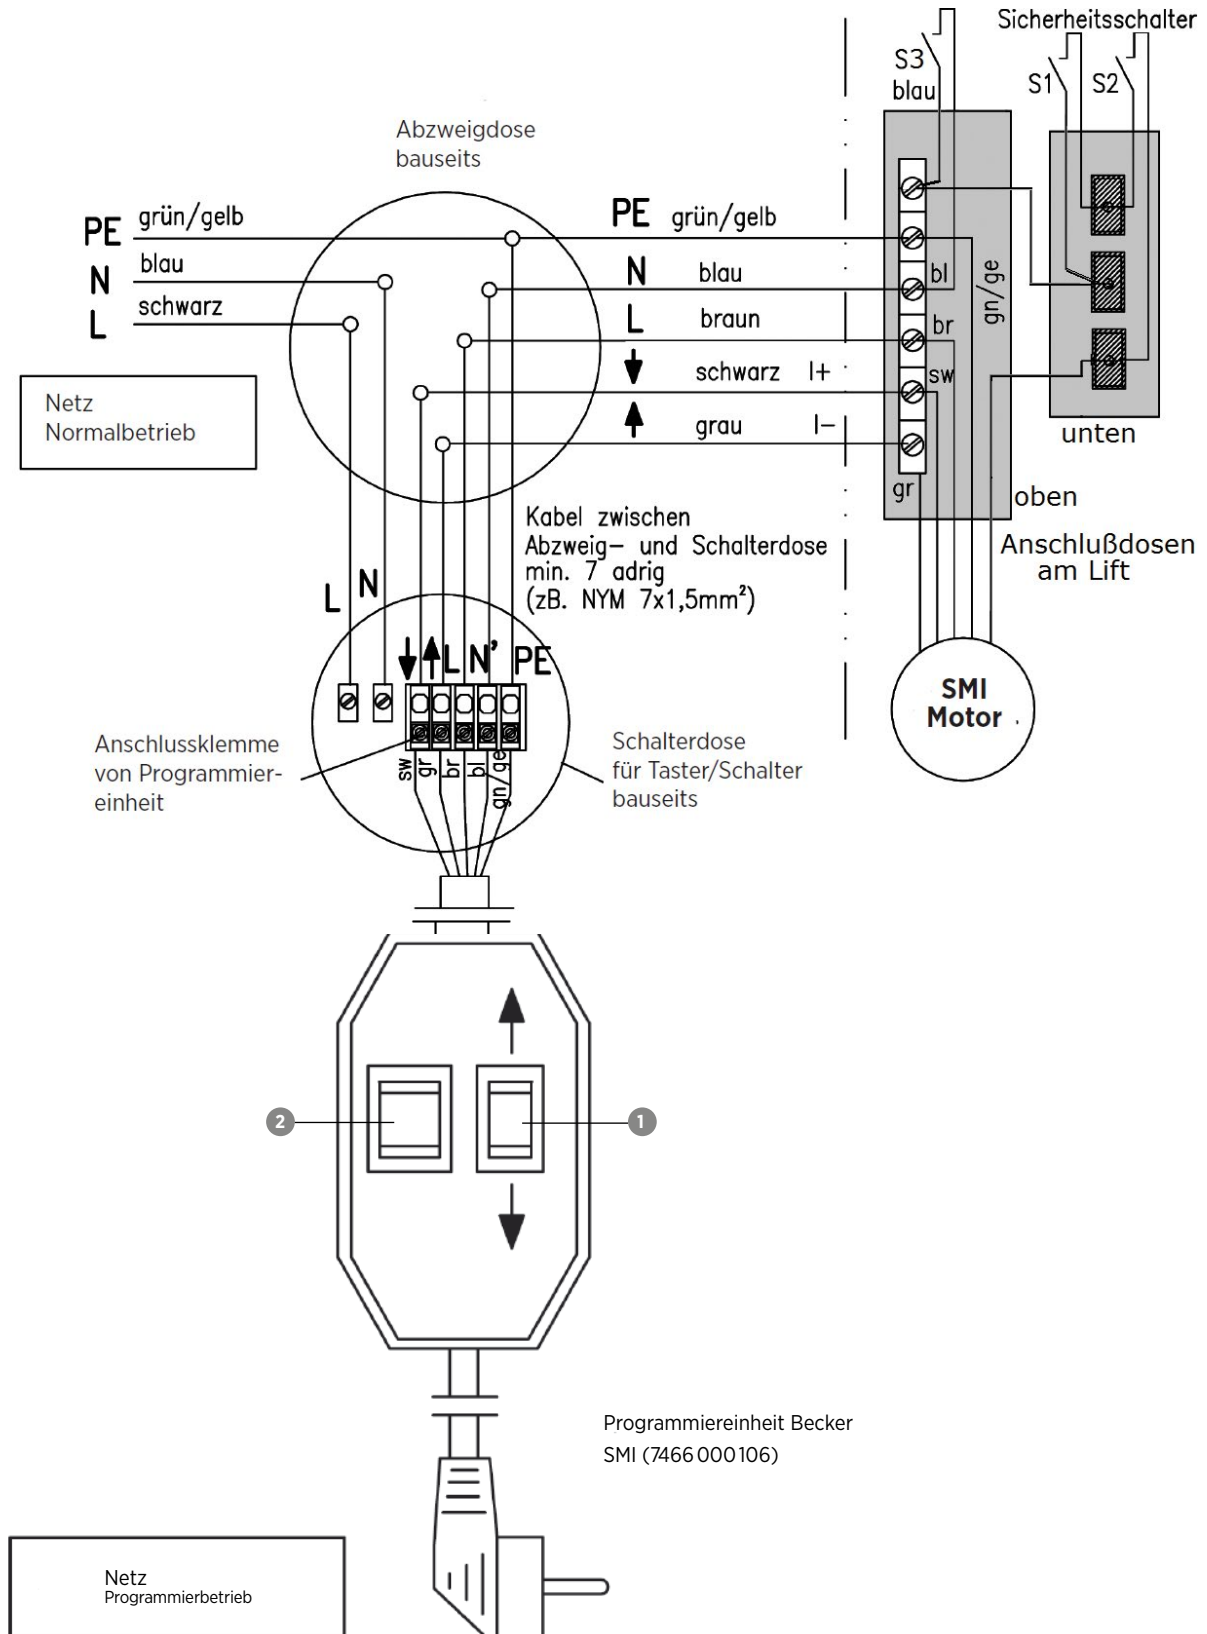 Sicherheitsschalter
S3
blau
S1
S2
Abzweigdose
bauseits
PE
grün/gelb
N
blau
L
schwarz
PE
grün/gelb
N
blau
L
braun
schwarz
I+
grau
I-
bl
br
sw
gr
gn/ge
unten
oben
Anschlußdosen
am Lift
Netz
Normalbetrieb
Kabel zwischen
Abzweig- und Schalterdose
min. 7 adrig
(zB. NYM 7x1,5mm²)
L
N
L
N'
PE
SMI
Motor
Anschlussklemme
von Programmier-
einheit
sw
gr
br
bl
gn/ge
Schalterdose
für Taster/Schalter
bauseits
2
1
Programmiereinheit Becker
SMI (7466 000 106)
Netz
Programmierbetrieb